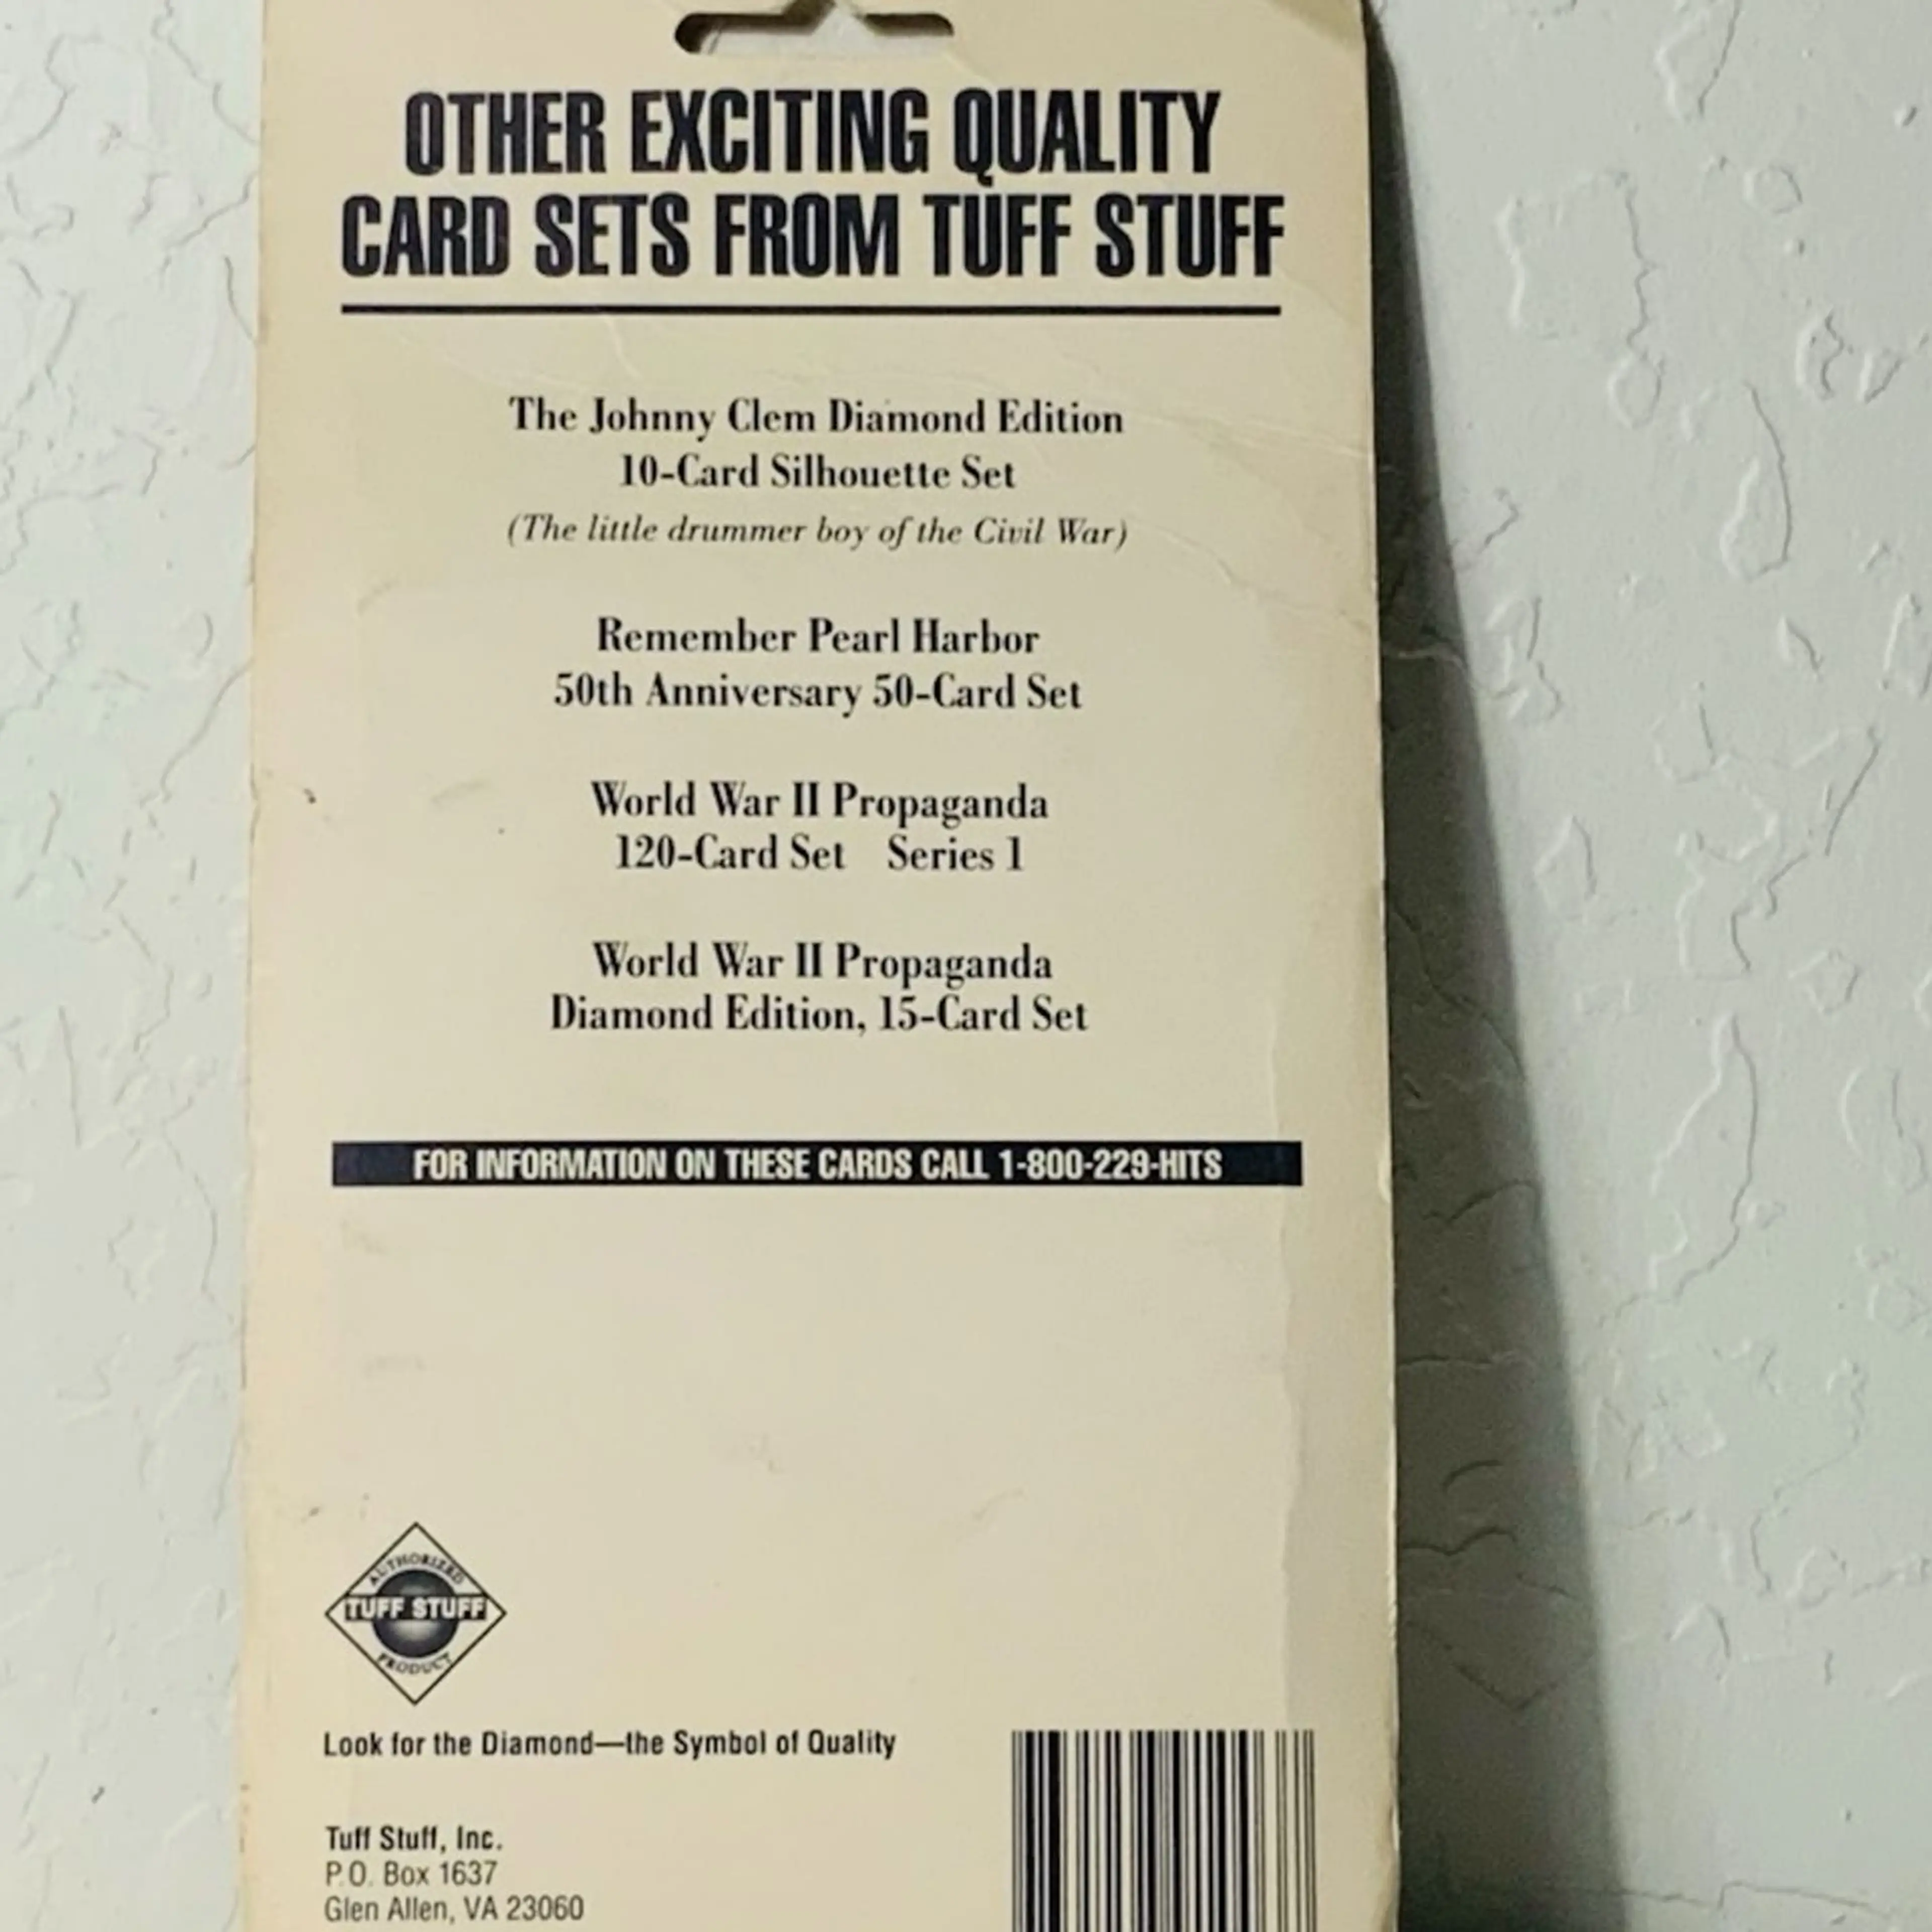 OTHER EXCITING QUALITY
CARD SETS FROM TUFF STUFF
The Johnny Clem Diamond Edition
10-Card Silhouette Set
(The little drummer boy of the Civil War)
Remember Pearl Harbor
50th Anniversary 50-Card Set
World War II Propaganda
120-Card Set Series 1
World War II Propaganda
Diamond Edition, 15-Card Set
FOR INFORMATION ON THESE CARDS CALL 1-800-229-HITS
AUTHORIZED
TUFF STUFF
PRODUCT
Look for the Diamond—the Symbol of Quality
Tuff Stuff, Inc.
P.O. Box 1637
Glen Allen, VA 23060